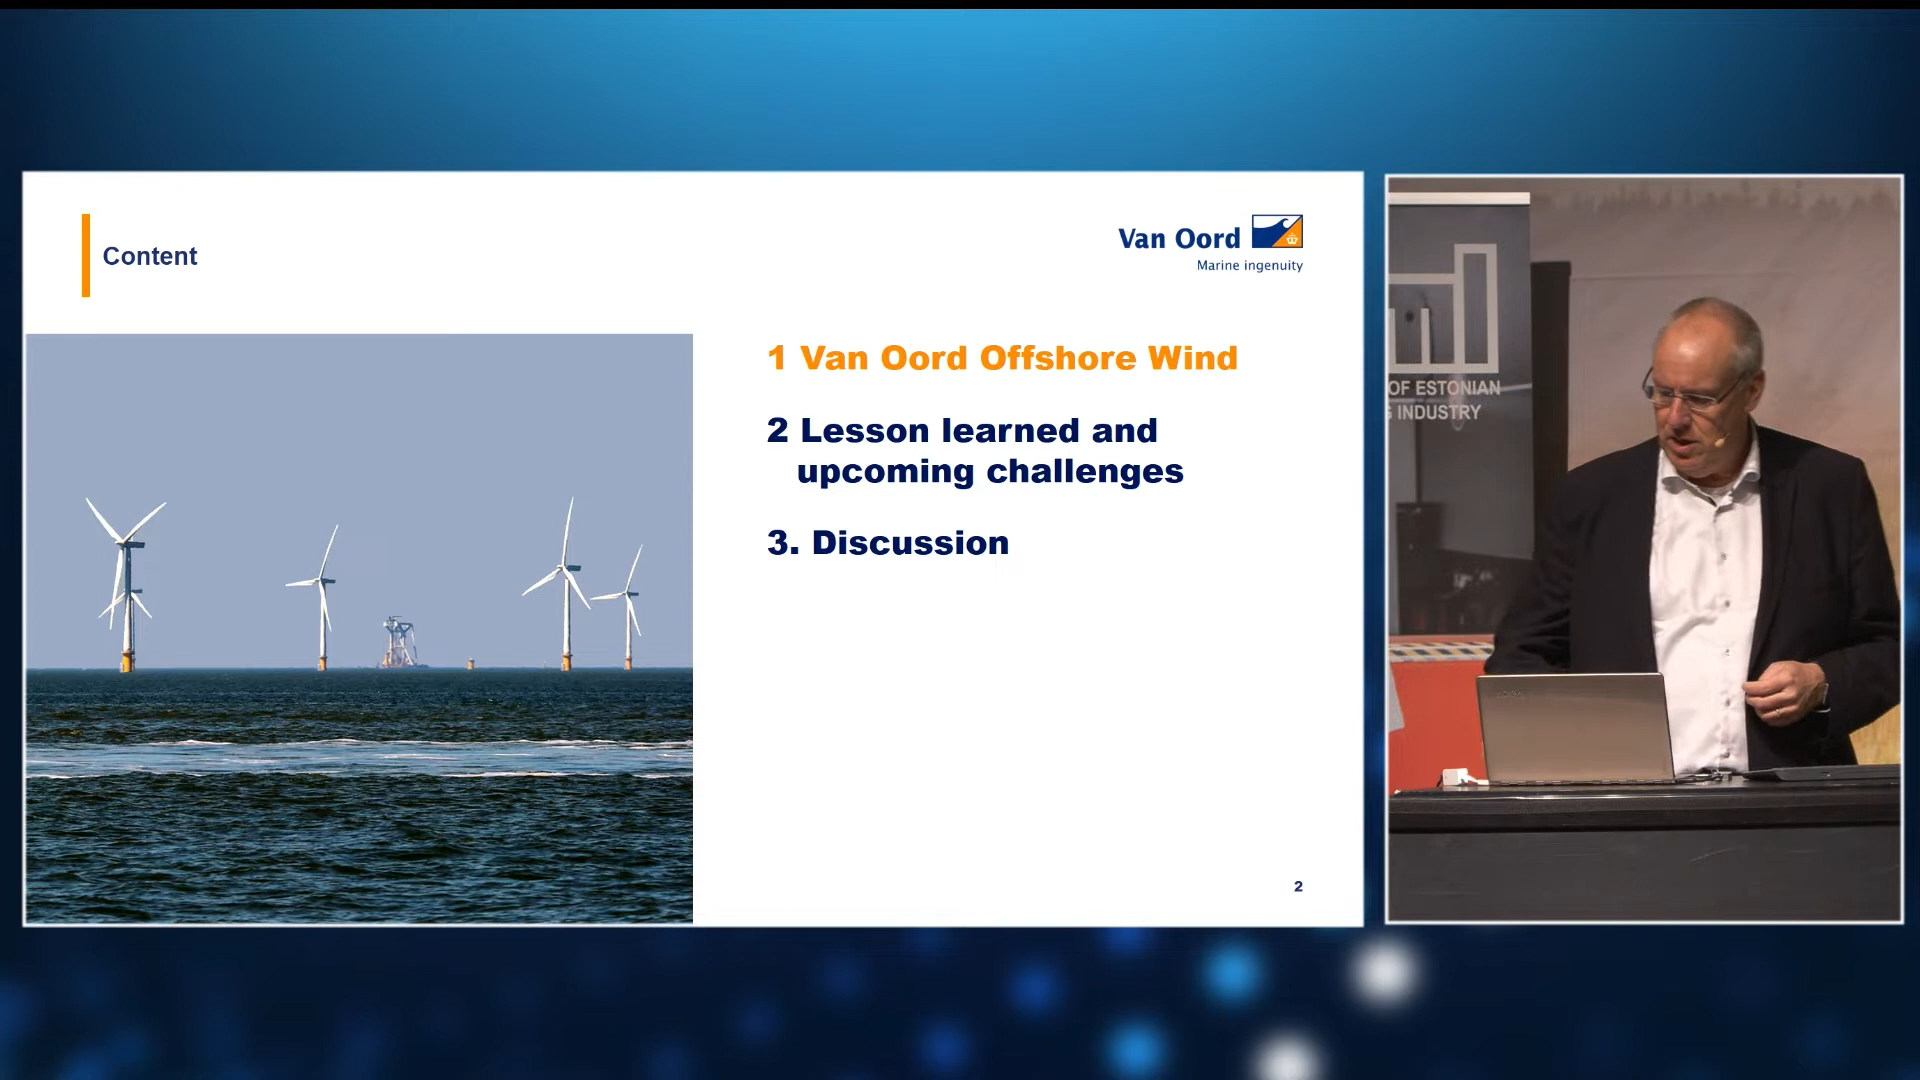 Content
Van Oord
Marine ingenuity
1 Van Oord Offshore Wind
2 Lesson learned and
upcoming challenges
3. Discussion
2
OF ESTONIAN
INDUSTRY